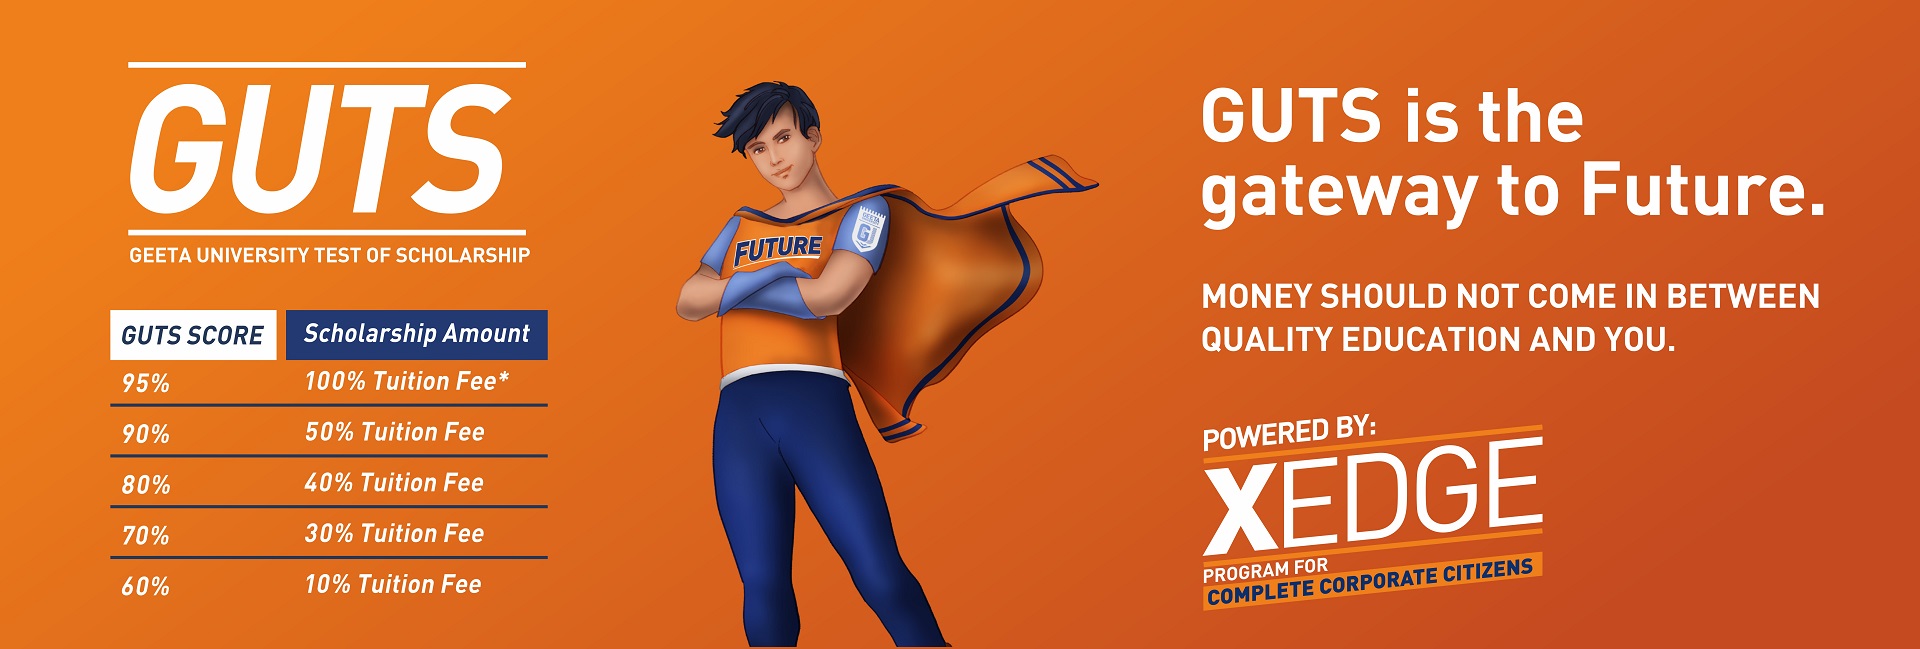 GUTS
GEETA UNIVERSITY TEST OF SCHOLARSHIP
GUTS SCORE Scholarship Amount
95% 100% Tuition Fee*
90% 50% Tuition Fee
80% 40% Tuition Fee
70% 30% Tuition Fee
60% 10% Tuition Fee
FUTURE
GEETA
GU
GUTS is the
gateway to Future.
MONEY SHOULD NOT COME IN BETWEEN
QUALITY EDUCATION AND YOU.
POWERED BY:
XEDGE
PROGRAM FOR
COMPLETE CORPORATE CITIZENS